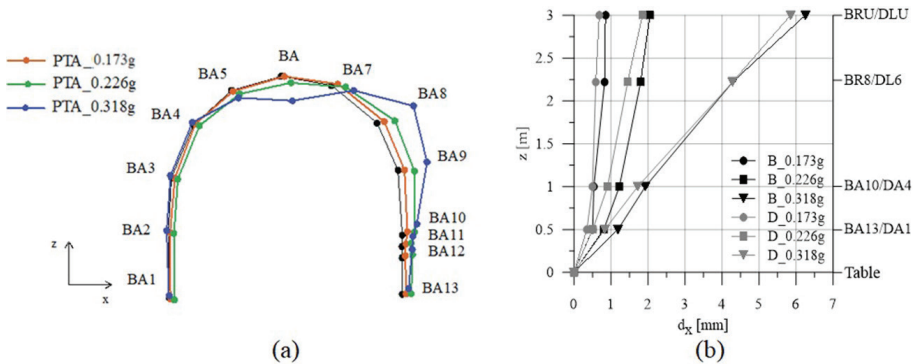 PTA_0.173g
PTA_0.226g
PTA_0.318g
BA
BA5
BA7
BA4
BA8
BA3
BA9
BA2
BA10
BA11
BA12
BA1
BA13
z
x
(a)
3
2.5
2
1.5
1
0.5
0
z [m]
0 1 2 3 4 5 6 7
dx [mm]
B_0.173g
B_0.226g
B_0.318g
D_0.173g
D_0.226g
D_0.318g
BRU/DLU
BR8/DL6
BA10/DA4
BA13/DA1
Table
(b)